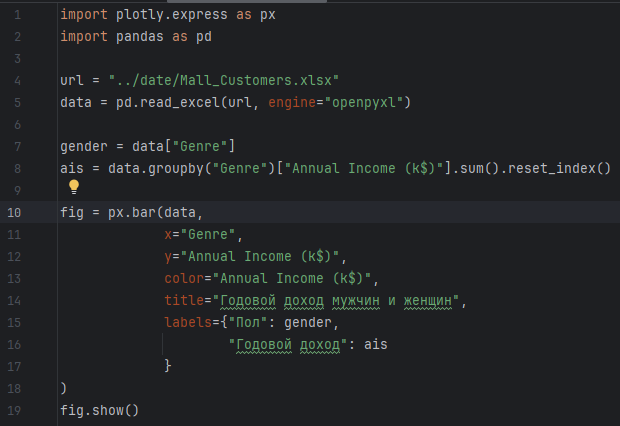 1 import plotly.express as px
2 import pandas as pd
3
4 url = "../date/Mall_Customers.xlsx"
5 data = pd.read_excel(url, engine="openpyxl")
6
7 gender = data["Genre"]
8 ais = data.groupby("Genre")["Annual Income (k$)"].sum().reset_index()
9
10 fig = px.bar(data,
11 x="Genre",
12 y="Annual Income (k$)",
13 color="Annual Income (k$)",
14 title="Годовой доход мужчин и женщин",
15 labels={"Пол": gender,
16 "Годовой доход": ais
17 }
18 )
19 fig.show()